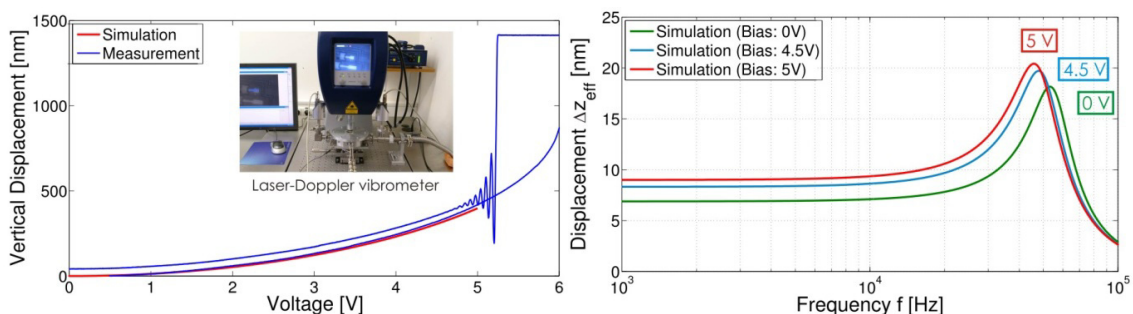 Vertical Displacement [nm]
1500
1000
500
0
Simulation
Measurement
Laser-Doppler vibrometer
0 1 2 3 4 5 6
Voltage [V]
Displacement Δz_eff [nm]
25
20
15
10
5
0
Simulation (Bias: 0V)
Simulation (Bias: 4.5V)
Simulation (Bias: 5V)
5 V
4.5 V
0 V
10³ 10⁴ 10⁵
Frequency f [Hz]